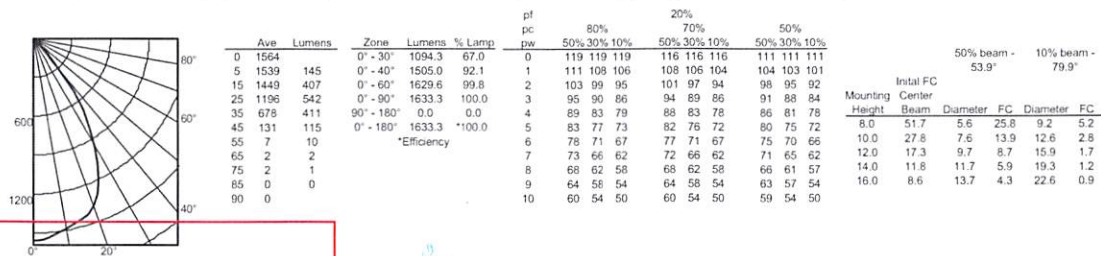 80°
60°
40°
20°
0°
600
1200
Ave Lumens
0 1564
5 1539 145
15 1449 407
25 1196 542
35 678 411
45 131 115
55 7 10
65 2 2
75 2 1
85 0 0
90 0
Zone Lumens % Lamp
0° - 30° 1094.3 67.0
0° - 40° 1505.0 92.1
0° - 60° 1629.6 99.8
0° - 90° 1633.3 100.0
90° - 180° 0.0 0.0
0° - 180° 1633.3 *100.0
*Efficiency
pf 20%
pc 80% 70% 50%
pw 50% 30% 10% 50% 30% 10% 50% 30% 10%
0 119 119 119 116 116 116 111 111 111
1 111 108 106 108 106 104 104 103 101
2 103 99 95 101 97 94 98 95 92
3 95 90 86 94 89 86 91 88 84
4 89 83 79 88 83 78 86 81 78
5 83 77 73 82 76 72 80 75 72
6 78 71 67 77 71 67 75 70 66
7 73 66 62 72 66 62 71 65 62
8 68 62 58 68 62 58 66 61 57
9 64 58 54 64 58 54 63 57 54
10 60 54 50 60 54 50 59 54 50
50% beam - 10% beam -
53.9° 79.9°
Inital FC
Mounting Center
Height Beam Diameter FC Diameter FC
8.0 51.7 5.6 25.8 9.2 5.2
10.0 27.8 7.6 13.9 12.6 2.8
12.0 17.3 9.7 8.7 15.9 1.7
14.0 11.8 11.7 5.9 19.3 1.2
16.0 8.6 13.7 4.3 22.6 0.9